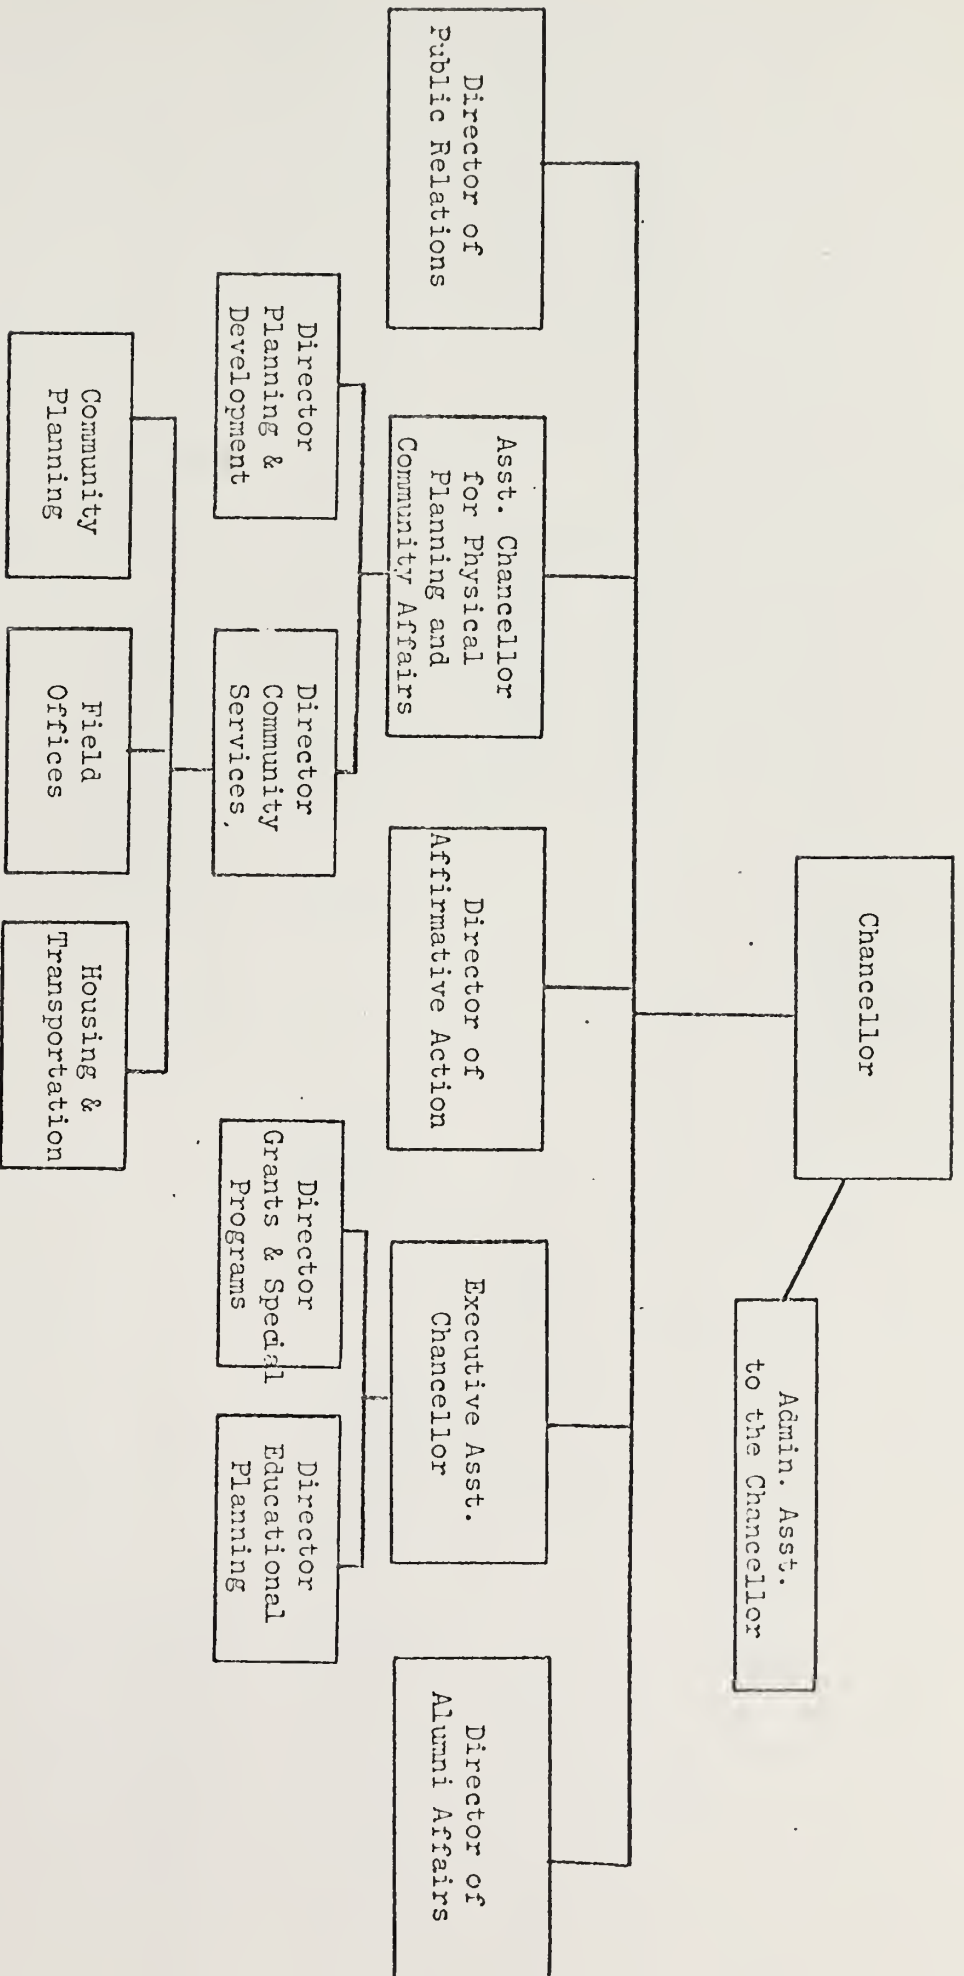 Chancellor
Admin. Asst.
to the Chancellor
Director of
Public Relations
Asst. Chancellor
for Physical
Planning and
Community Affairs
Director of
Affirmative Action
Executive Asst.
Chancellor
Director of
Alumni Affairs
Director
Planning &
Development
Director
Community
Services
Director
Grants & Special
Programs
Director
Educational
Planning
Community
Planning
Field
Offices
Housing &
Transportation